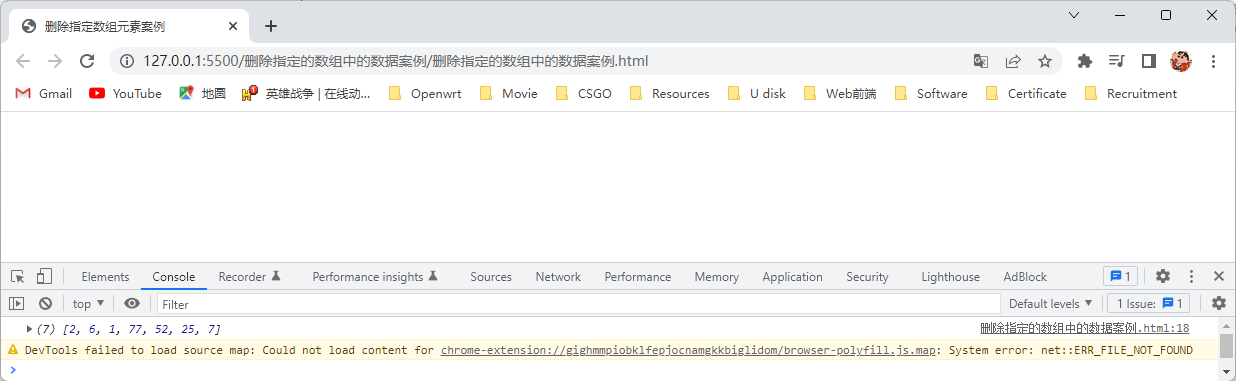 删除指定数组元素案例
127.0.0.1:5500/删除指定的数组中的数据案例/删除指定的数组中的数据案例.html
Gmail YouTube 地图 英雄战争 | 在线动... Openwrt Movie CSGO Resources U disk Web前端 Software Certificate Recruitment
Elements Console Recorder Performance insights Sources Network Performance Memory Application Security Lighthouse AdBlock 1
top Filter Default levels 1 Issue: 1
(7) [2, 6, 1, 77, 52, 25, 7] 删除指定的数组中的数据案例.html:18
DevTools failed to load source map: Could not load content for chrome-extension://gighmmpiobklfepjocnamgkkbiglidom/browser-polyfill.js.map: System error: net::ERR_FILE_NOT_FOUND